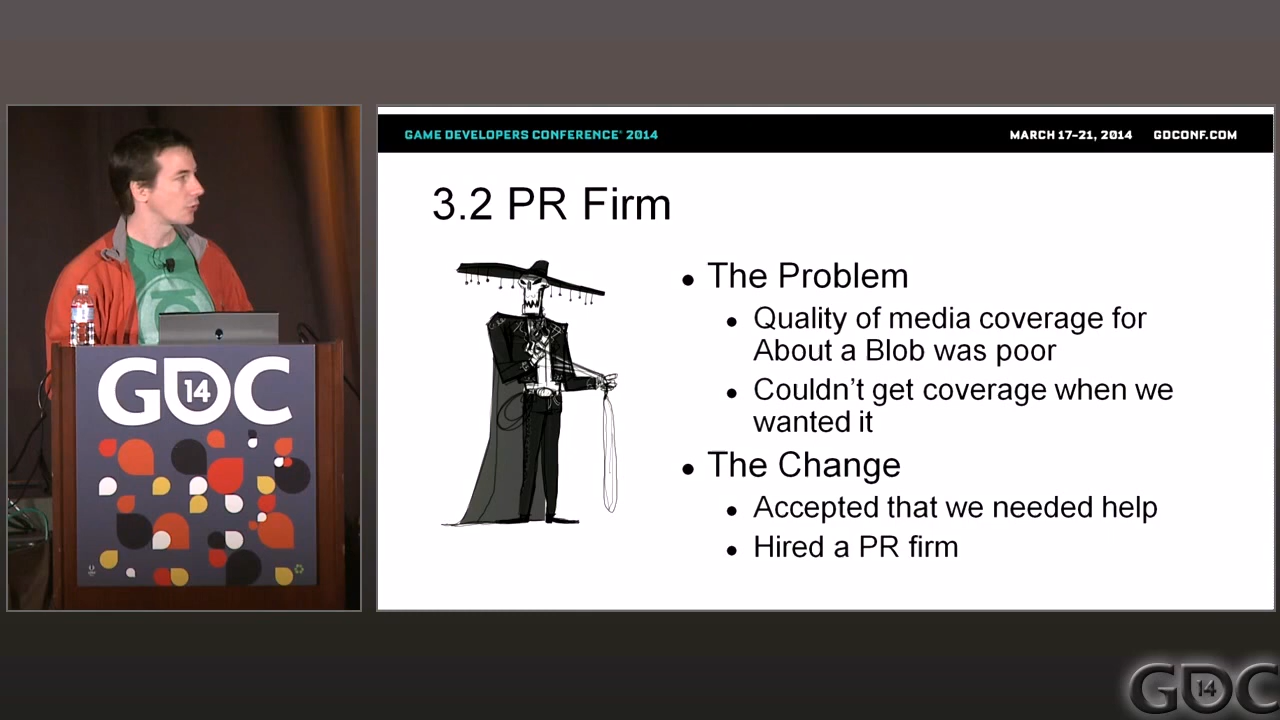 GAME DEVELOPERS CONFERENCE® 2014
MARCH 17–21, 2014 GDCONF.COM
3.2 PR Firm
• The Problem
• Quality of media coverage for
About a Blob was poor
• Couldn’t get coverage when we
wanted it
• The Change
• Accepted that we needed help
• Hired a PR firm
GDC
14
GDC
14